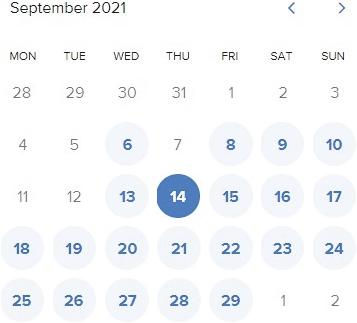 September 2021 < >
MON TUE WED THU FRI SAT SUN
28 29 30 31 1 2 3
4 5 6 7 8 9 10
11 12 13 14 15 16 17
18 19 20 21 22 23 24
25 26 27 28 29 1 2